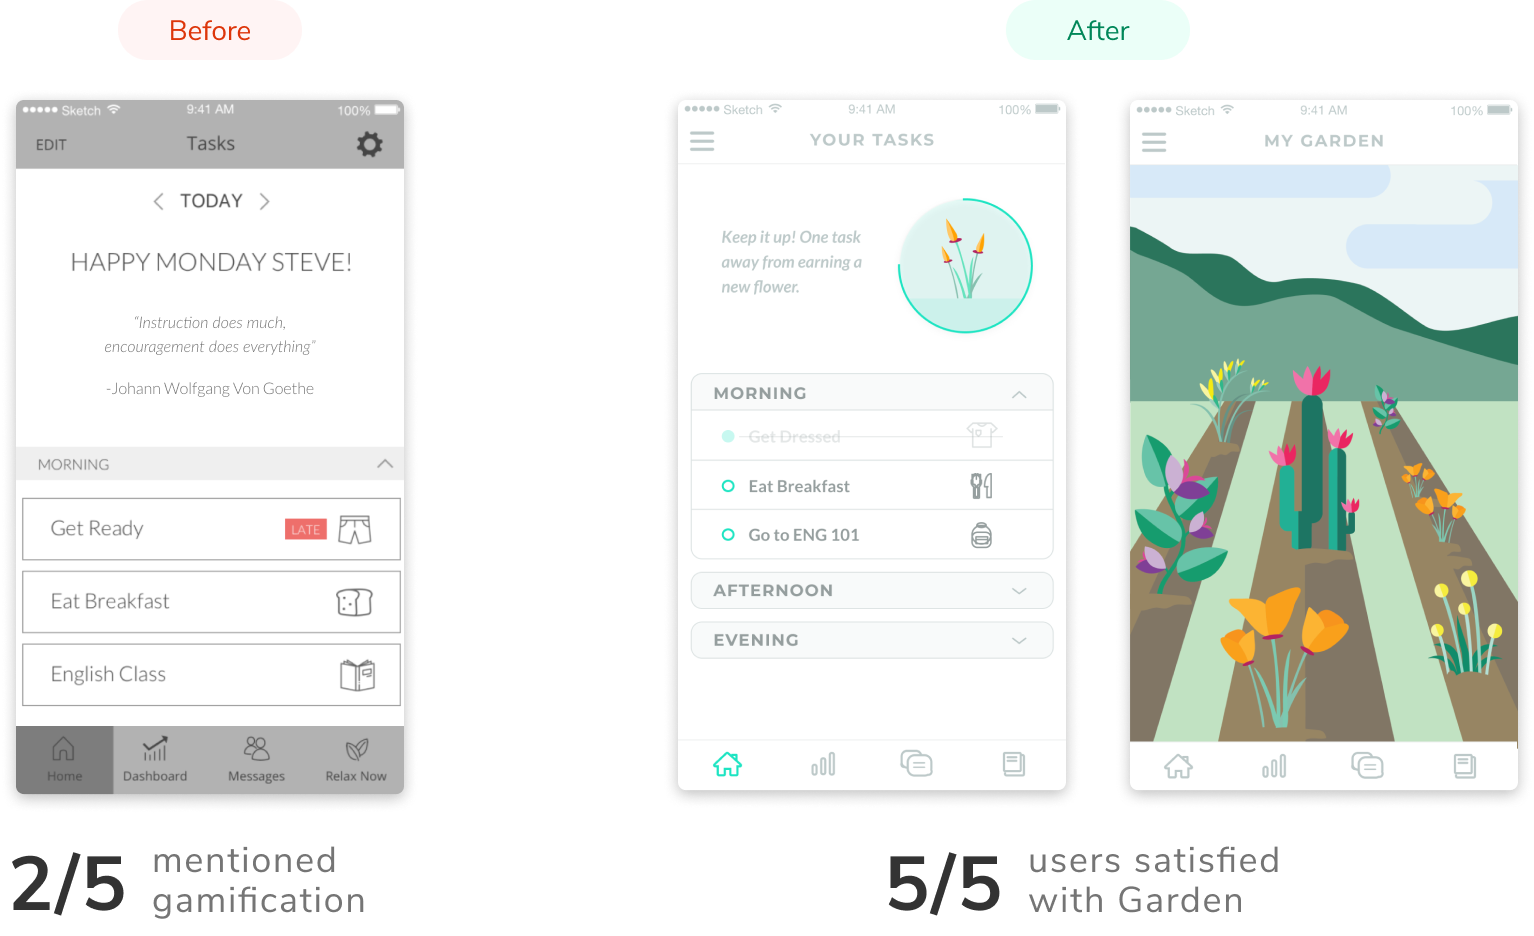 Before
After
●●●●● Sketch 9:41 AM 100%
EDIT Tasks
TODAY
HAPPY MONDAY STEVE!
“Instruction does much,
encouragement does everything”
-Johann Wolfgang Von Goethe
MORNING
Get Ready LATE
Eat Breakfast
English Class
Home Dashboard Messages Relax Now
●●●●● Sketch 9:41 AM 100%
YOUR TASKS
Keep it up! One task
away from earning a
new flower.
MORNING
Get Dressed
Eat Breakfast
Go to ENG 101
AFTERNOON
EVENING
●●●●● Sketch 9:41 AM 100%
MY GARDEN
2/5 mentioned
gamification
5/5 users satisfied
with Garden